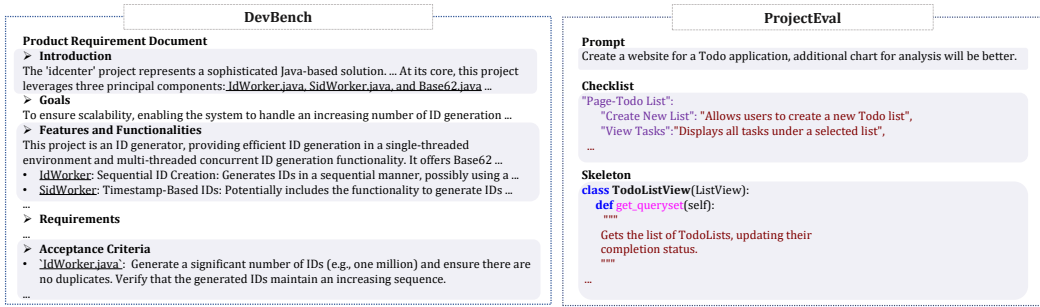 DevBench
Product Requirement Document
➢ Introduction
The 'idcenter' project represents a sophisticated Java-based solution. ... At its core, this project
leverages three principal components: IdWorker.java, SidWorker.java, and Base62.java ...
➢ Goals
To ensure scalability, enabling the system to handle an increasing number of ID generation ...
➢ Features and Functionalities
This project is an ID generator, providing efficient ID generation in a single-threaded
environment and multi-threaded concurrent ID generation functionality. It offers Base62 ...
• IdWorker: Sequential ID Creation: Generates IDs in a sequential manner, possibly using a ...
• SidWorker: Timestamp-Based IDs: Potentially includes the functionality to generate IDs ...
...
➢ Requirements
...
➢ Acceptance Criteria
• `IdWorker.java`: Generate a significant number of IDs (e.g., one million) and ensure there are
no duplicates. Verify that the generated IDs maintain an increasing sequence.
...
ProjectEval
Prompt
Create a website for a Todo application, additional chart for analysis will be better.
Checklist
"Page-Todo List":
"Create New List": "Allows users to create a new Todo list",
"View Tasks":"Displays all tasks under a selected list",
...
Skeleton
class TodoListView(ListView):
def get_queryset(self):
"""
Gets the list of TodoLists, updating their
completion status.
"""
...